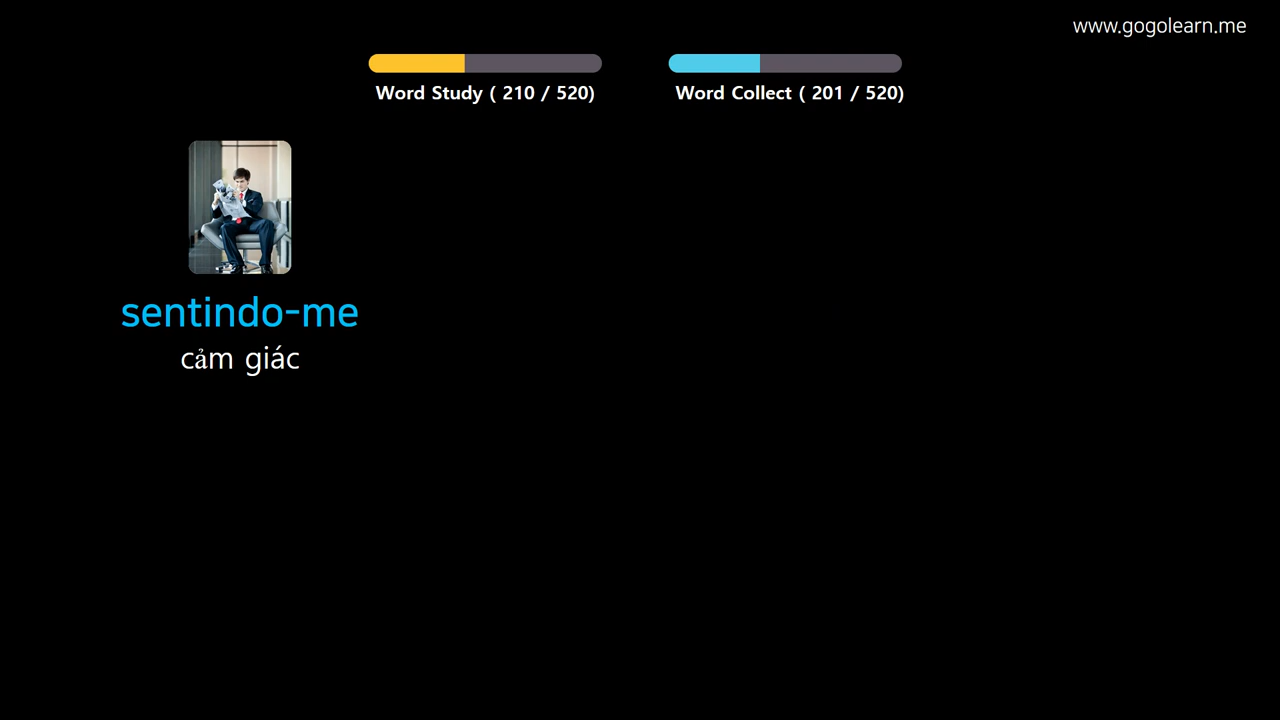 www.gogolearn.me
Word Study ( 210 / 520)
Word Collect ( 201 / 520)
sentindo-me
cảm giác